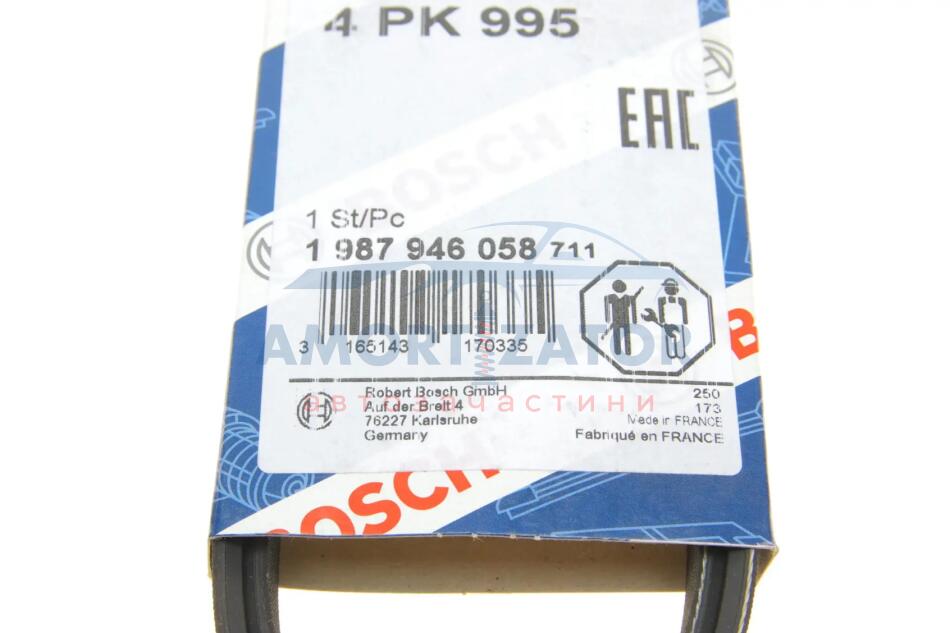 4 PK 995
BOSCH
EAC
1 St/Pc
1 987 946 058 711
AMORTIZATOR
автозапчастини
3 165143 170335
Robert Bosch GmbH
Auf der Breit 4
76227 Karlsruhe
Germany
250
173
Made in FRANCE
Fabriqué en FRANCE
BOSCH
B